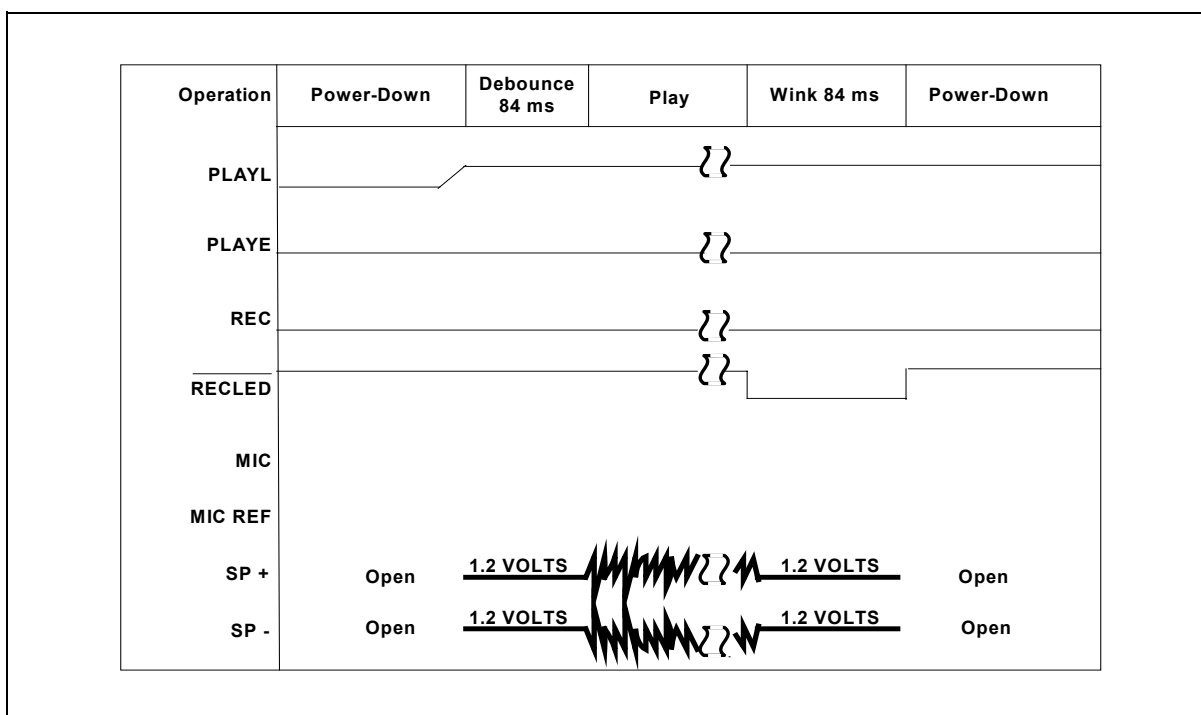 Operation Power-Down Debounce 84 ms Play Wink 84 ms Power-Down
PLAYL
PLAYE
REC
RECLED
MIC
MIC REF
SP + Open 1.2 VOLTS 1.2 VOLTS Open
SP - Open 1.2 VOLTS 1.2 VOLTS Open